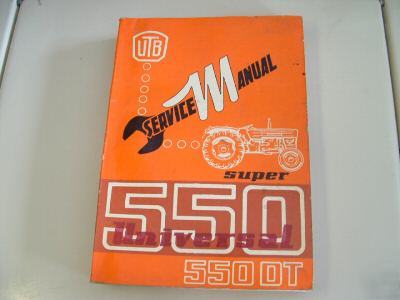 UTB
SERVICE MANUAL
super
550
Universal
550 DT